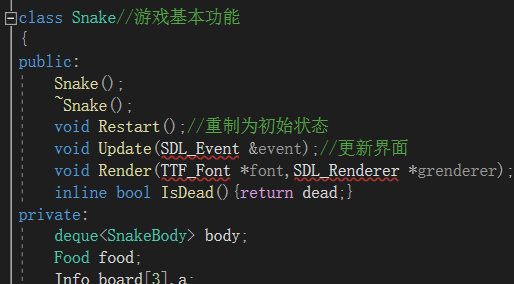 class Snake//游戏基本功能
{
public:
Snake();
~Snake();
void Restart();//重制为初始状态
void Update(SDL_Event &event);//更新界面
void Render(TTF_Font *font,SDL_Renderer *grenderer);
inline bool IsDead(){return dead;}
private:
deque<SnakeBody> body;
Food food;
Info board[3],a;